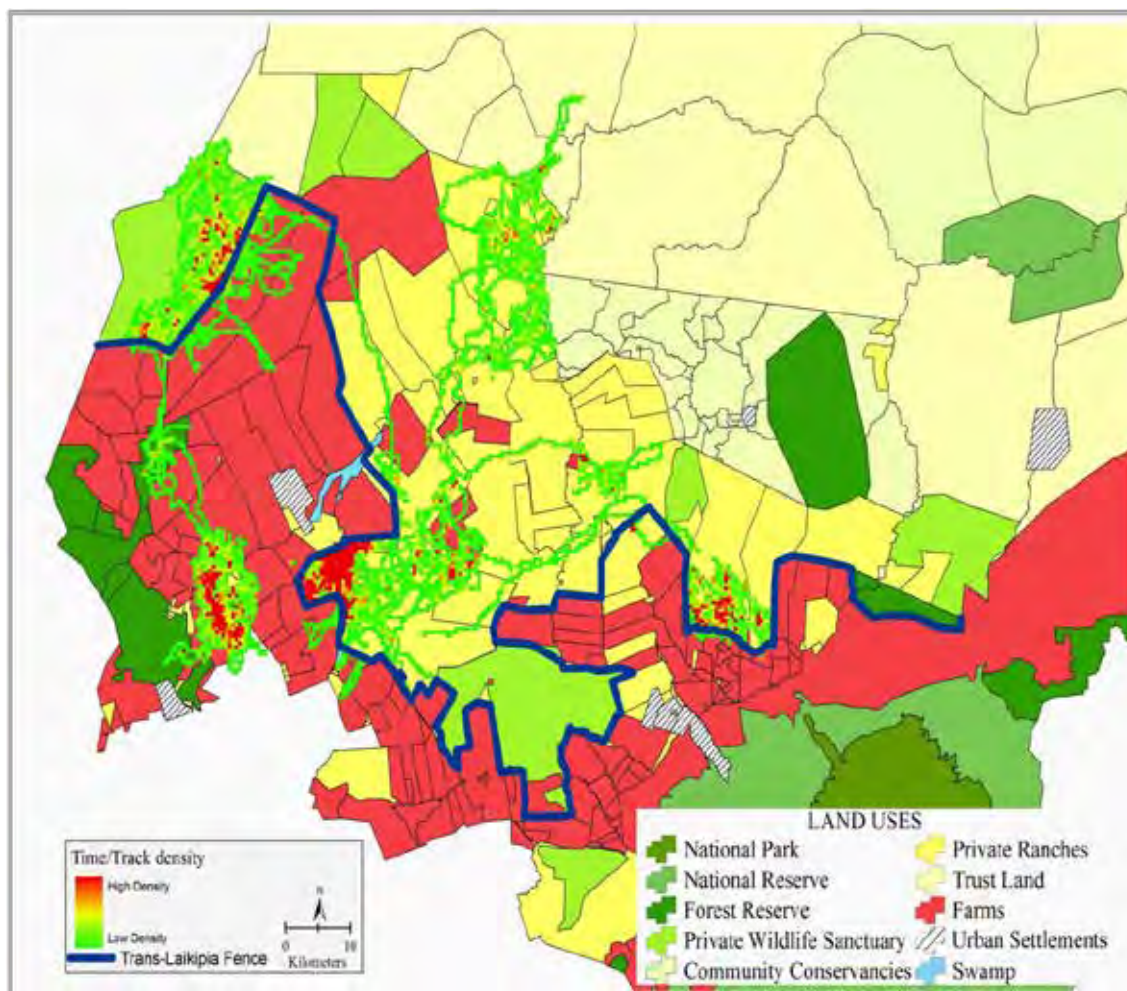 Time/Track density
High Density
Low Density
Trans-Laikipia Fence
N
0 10
Kilometers
LAND USES
National Park
National Reserve
Forest Reserve
Private Wildlife Sanctuary
Community Conservancies
Private Ranches
Trust Land
Farms
Urban Settlements
Swamp